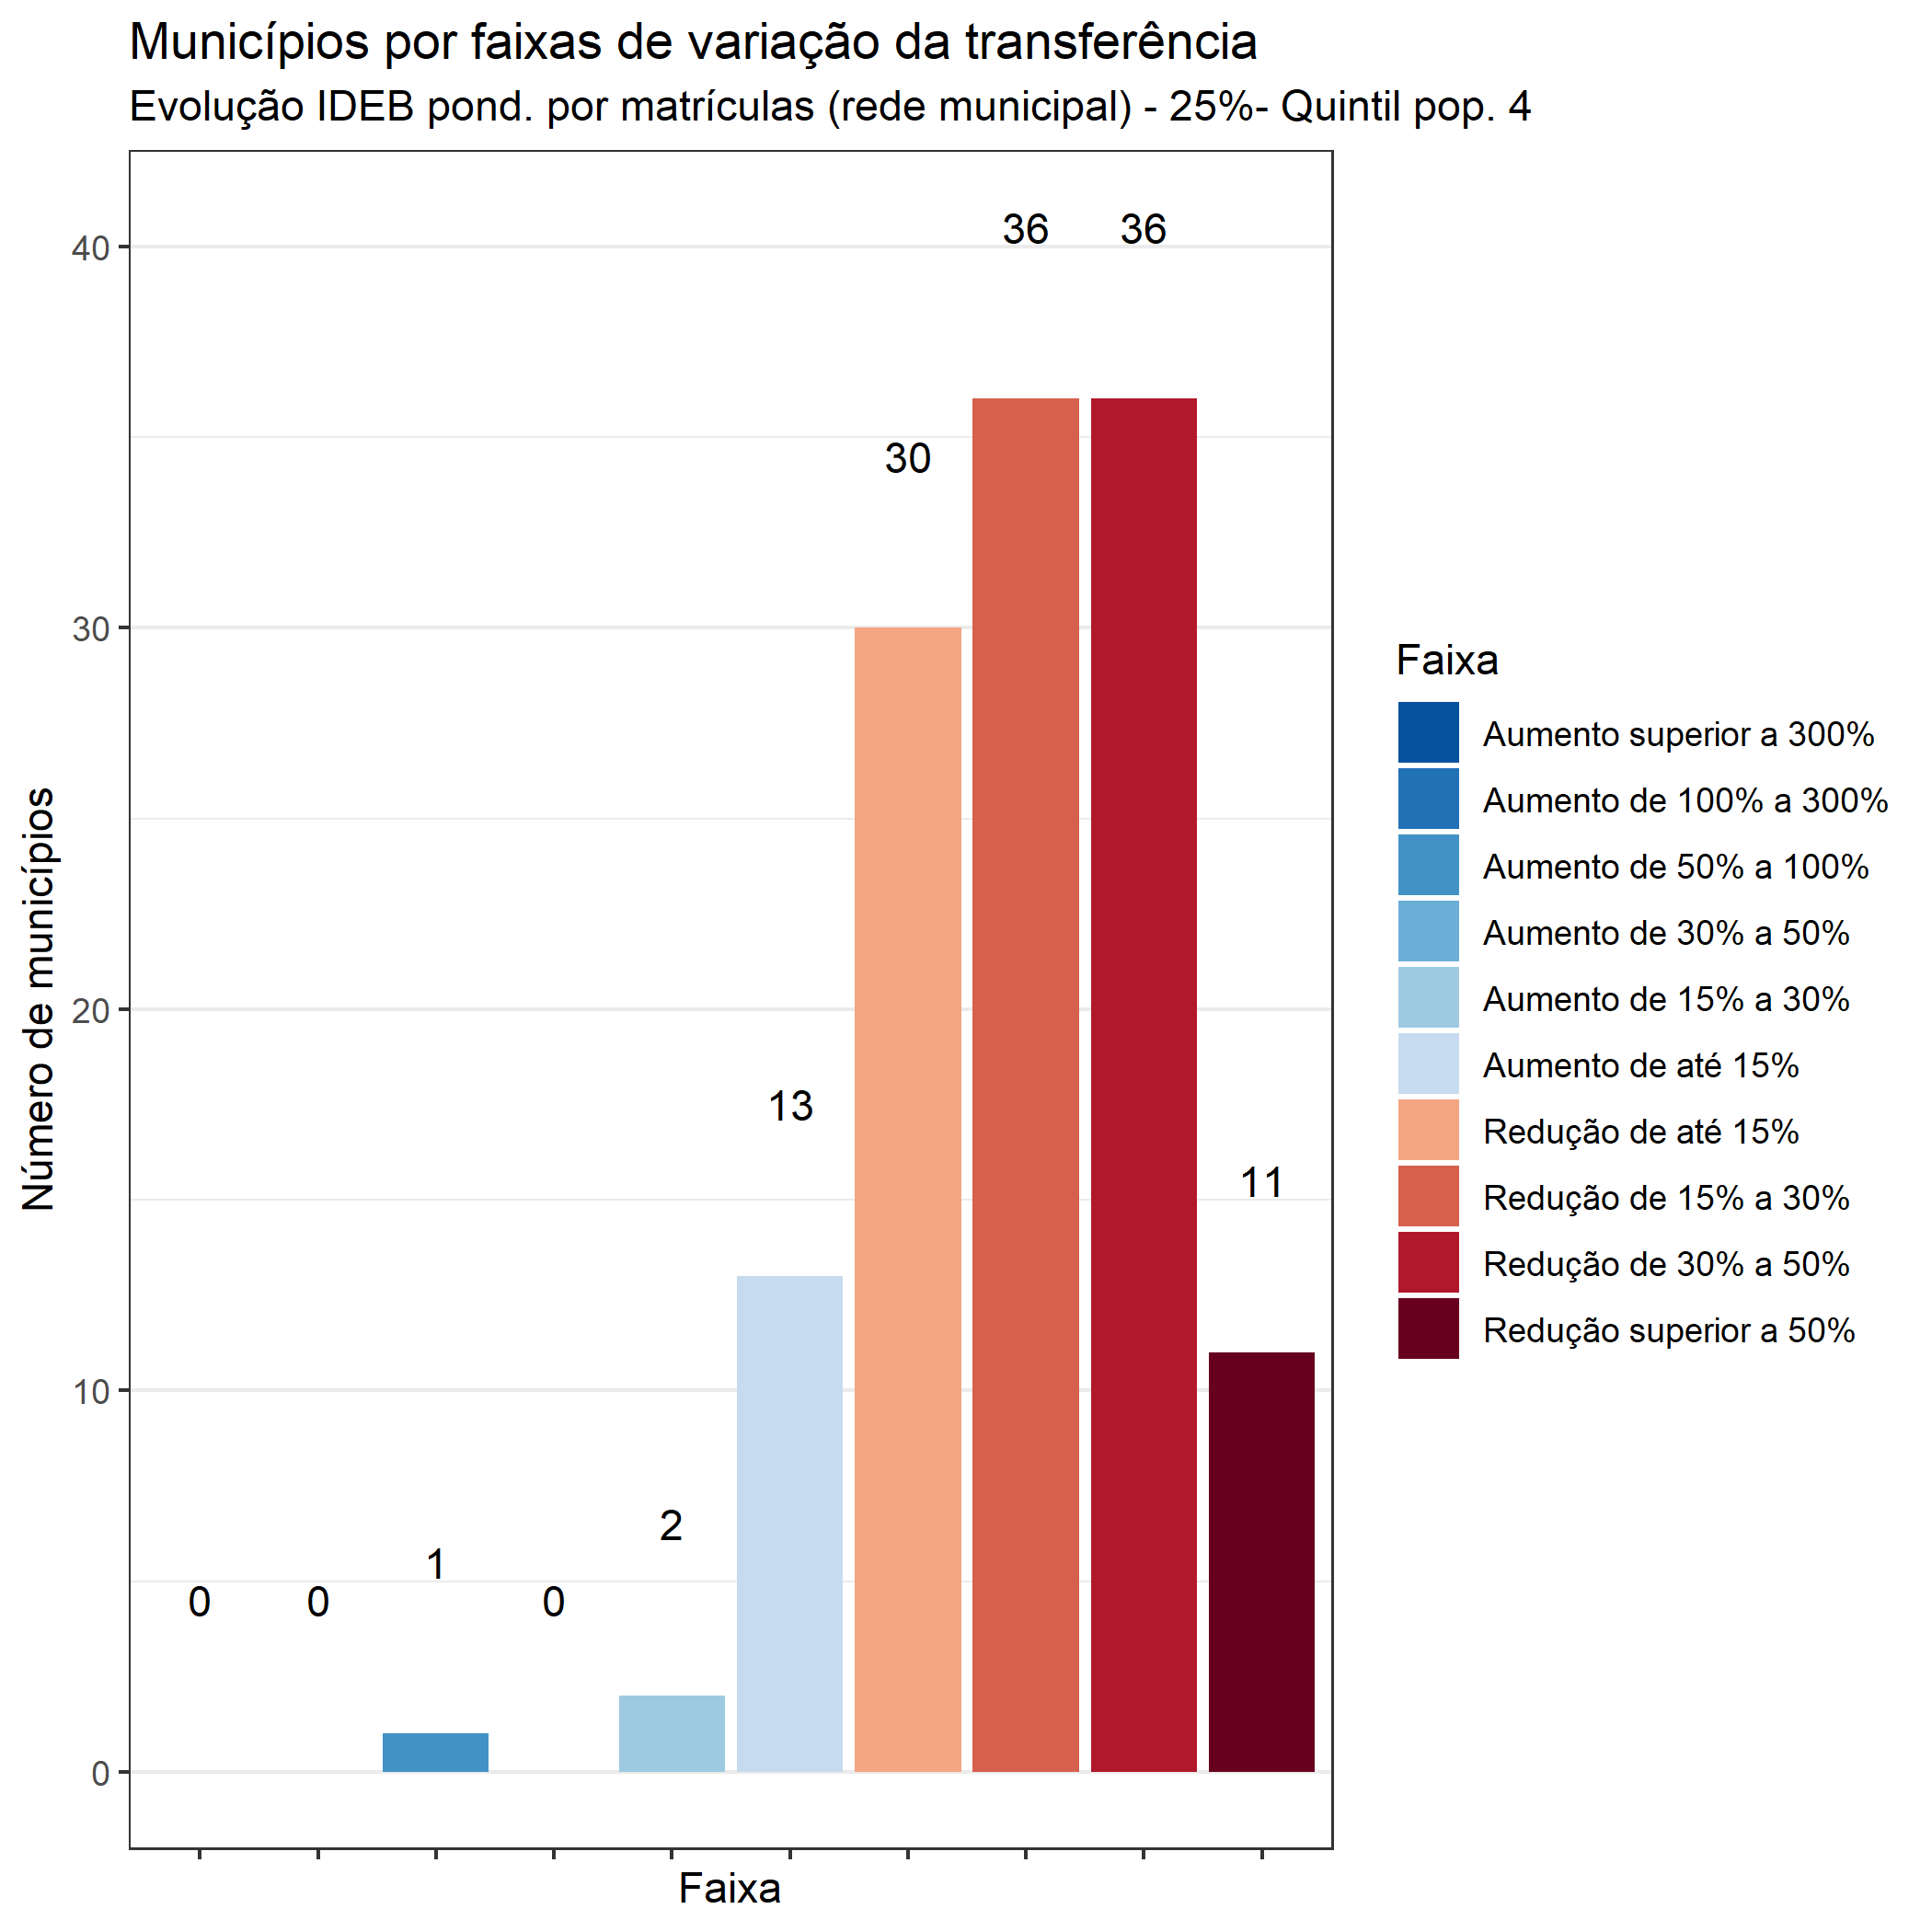 Municípios por faixas de variação da transferência
Evolução IDEB pond. por matrículas (rede municipal) - 25%- Quintil pop. 4
Número de municípios
40
30
20
10
0
0
0
1
0
2
13
30
36
36
11
Faixa
Faixa
Aumento superior a 300%
Aumento de 100% a 300%
Aumento de 50% a 100%
Aumento de 30% a 50%
Aumento de 15% a 30%
Aumento de até 15%
Redução de até 15%
Redução de 15% a 30%
Redução de 30% a 50%
Redução superior a 50%